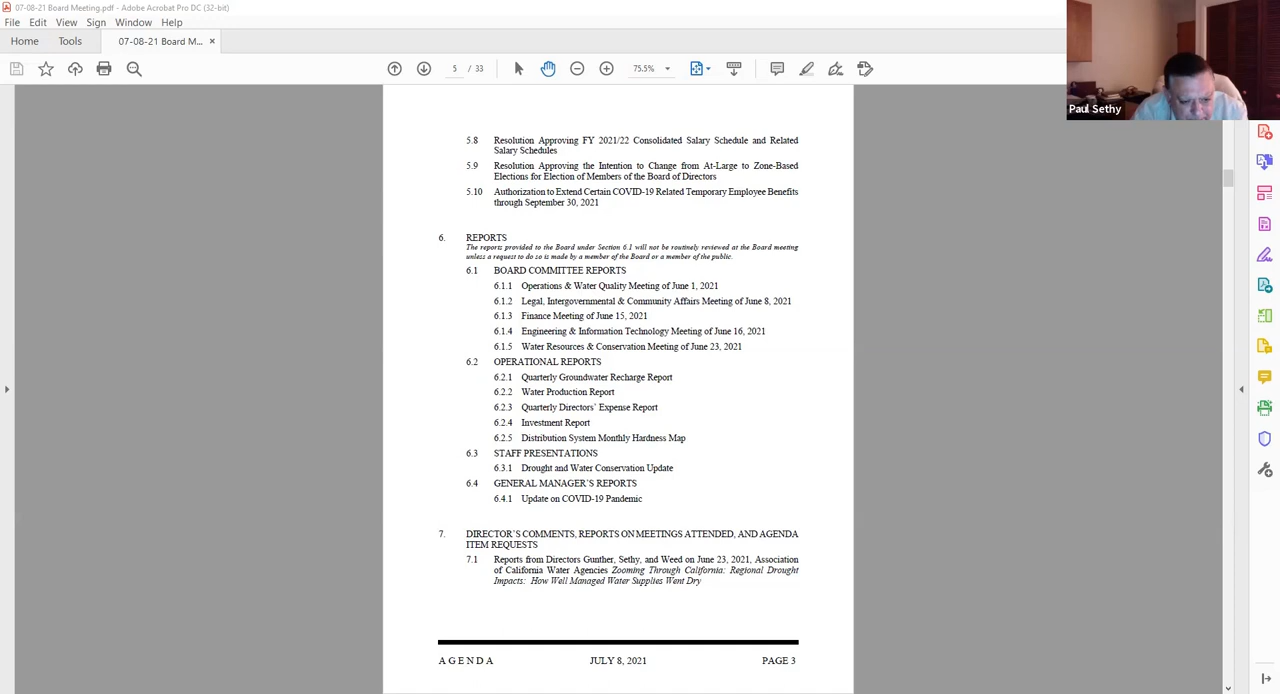 07-08-21 Board Meeting.pdf - Adobe Acrobat Pro DC (32-bit)
File Edit View Sign Window Help
Home Tools 07-08-21 Board M... ×
5 / 33 75.5%
Paul Sethy
5.8 Resolution Approving FY 2021/22 Consolidated Salary Schedule and Related
Salary Schedules
5.9 Resolution Approving the Intention to Change from At-Large to Zone-Based
Elections for Election of Members of the Board of Directors
5.10 Authorization to Extend Certain COVID-19 Related Temporary Employee Benefits
through September 30, 2021
6. REPORTS
The reports provided to the Board under Section 6.1 will not be routinely reviewed at the Board meeting
unless a request to do so is made by a member of the Board or a member of the public.
6.1 BOARD COMMITTEE REPORTS
6.1.1 Operations & Water Quality Meeting of June 1, 2021
6.1.2 Legal, Intergovernmental & Community Affairs Meeting of June 8, 2021
6.1.3 Finance Meeting of June 15, 2021
6.1.4 Engineering & Information Technology Meeting of June 16, 2021
6.1.5 Water Resources & Conservation Meeting of June 23, 2021
6.2 OPERATIONAL REPORTS
6.2.1 Quarterly Groundwater Recharge Report
6.2.2 Water Production Report
6.2.3 Quarterly Directors' Expense Report
6.2.4 Investment Report
6.2.5 Distribution System Monthly Hardness Map
6.3 STAFF PRESENTATIONS
6.3.1 Drought and Water Conservation Update
6.4 GENERAL MANAGER'S REPORTS
6.4.1 Update on COVID-19 Pandemic
7. DIRECTOR'S COMMENTS, REPORTS ON MEETINGS ATTENDED, AND AGENDA
ITEM REQUESTS
7.1 Reports from Directors Gunther, Sethy, and Weed on June 23, 2021, Association
of California Water Agencies Zooming Through California: Regional Drought
Impacts: How Well Managed Water Supplies Went Dry
AGENDA JULY 8, 2021 PAGE 3